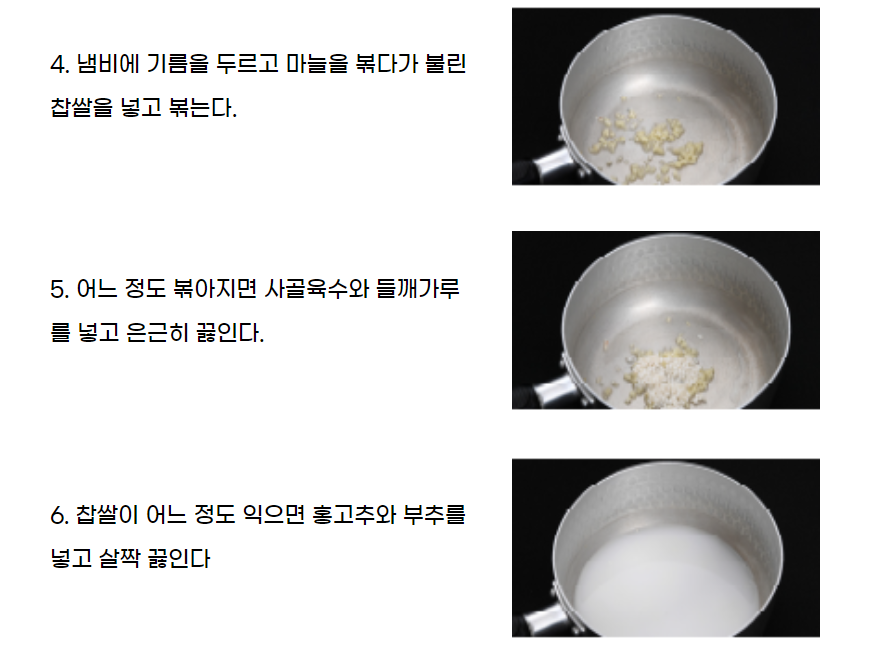 4. 냄비에 기름을 두르고 마늘을 볶다가 불린
찹쌀을 넣고 볶는다.
5. 어느 정도 볶아지면 사골육수와 들깨가루
를 넣고 은근히 끓인다.
6. 찹쌀이 어느 정도 익으면 홍고추와 부추를
넣고 살짝 끓인다